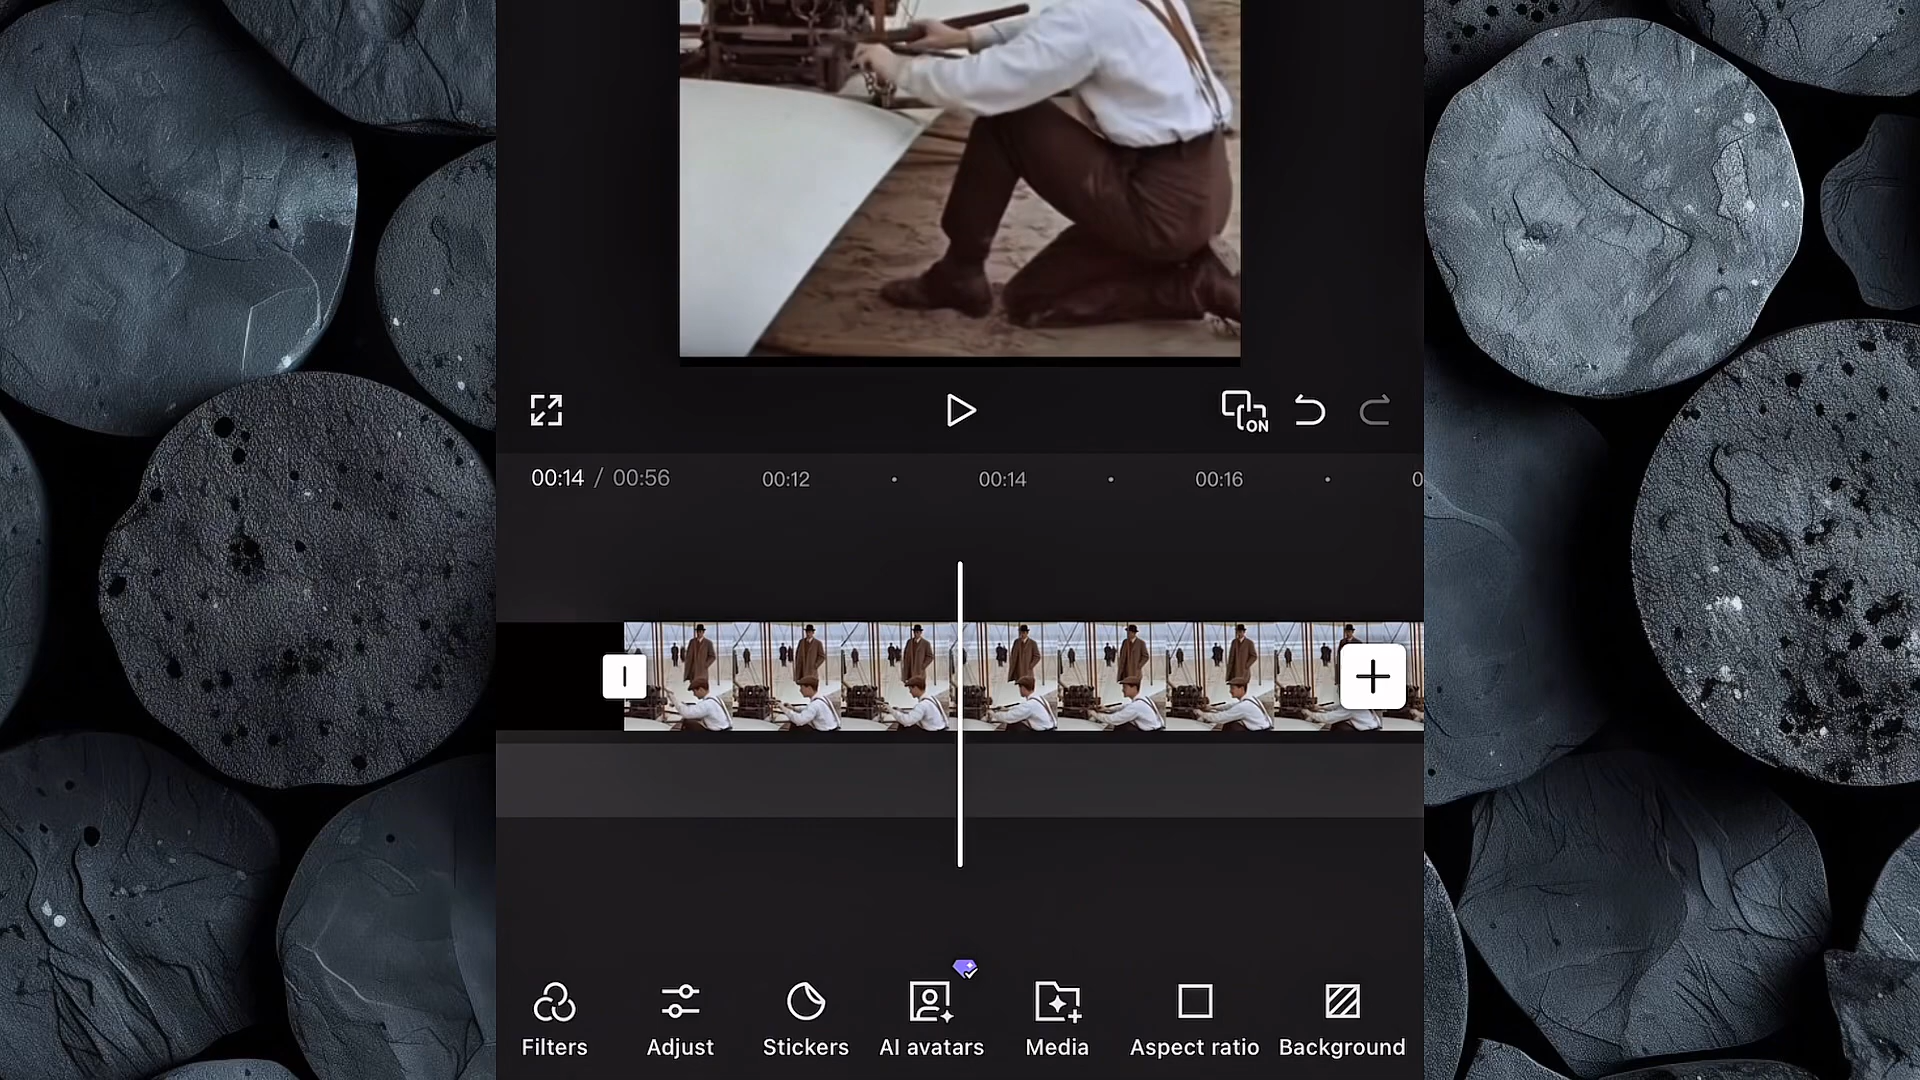 ON
00:14 / 00:56
00:12
00:14
00:16
0
Filters
Adjust
Stickers
AI avatars
Media
Aspect ratio
Background